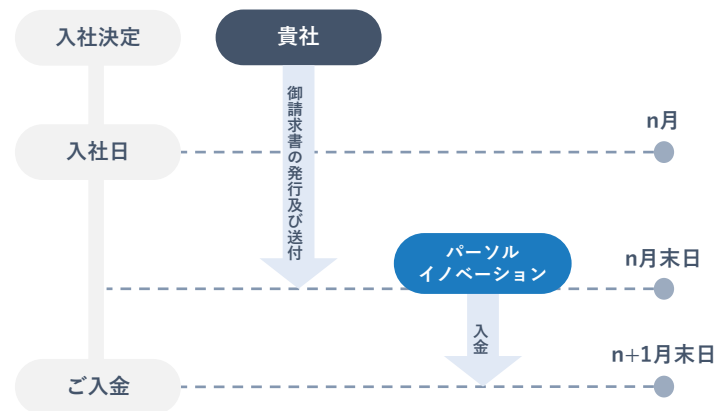 入社決定
貴社
御請求書の発行及び送付
n月
入社日
パーソル
イノベーション
n月末日
入金
n+1月末日
ご入金